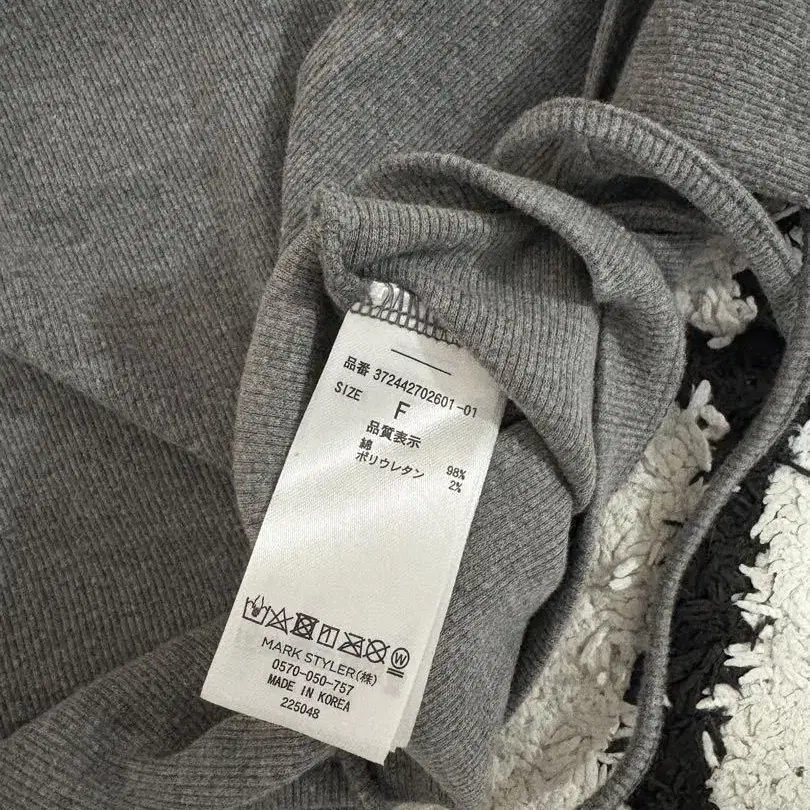 品番 372442702601-01
SIZE F
品質表示
綿 98%
ポリウレタン 2%
W
MARK STYLER(株)
0570-050-757
MADE IN KOREA
225048